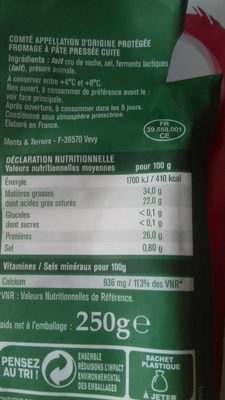 COMTÉ APPELLATION D'ORIGINE PROTÉGÉE
FROMAGE À PÂTE PRESSÉE CUITE
Ingrédients : lait cru de vache, sel, ferments lactiques
(lait), présure animale.
À conserver entre +4°C et +8°C.
Non ouvert, à consommer de préférence avant le :
voir face principale.
Après ouverture, à consommer dans les 5 jours.
Conditionné sous atmosphère protectrice.
Elaboré en France.
FR
39.558.001
CE
Monts & Terroirs - F-39570 Vevy
DÉCLARATION NUTRITIONNELLE
Valeurs nutritionnelles moyennes pour 100 g
Énergie 1700 kJ / 410 kcal
Matières grasses 34,0 g
dont acides gras saturés 22,0 g
Glucides < 0,1 g
dont sucres < 0,1 g
Protéines 26,0 g
Sel 0,80 g
Vitamines / Sels minéraux pour 100g
Calcium 936 mg / 113% des VNR*
*VNR : Valeurs Nutritionnelles de Référence.
oids net à l'emballage : 250g e
PENSEZ
AU TRI !
ENSEMBLE
RÉDUISONS L'IMPACT
ENVIRONNEMENTAL
DES EMBALLAGES
SACHET
PLASTIQUE
À JETER